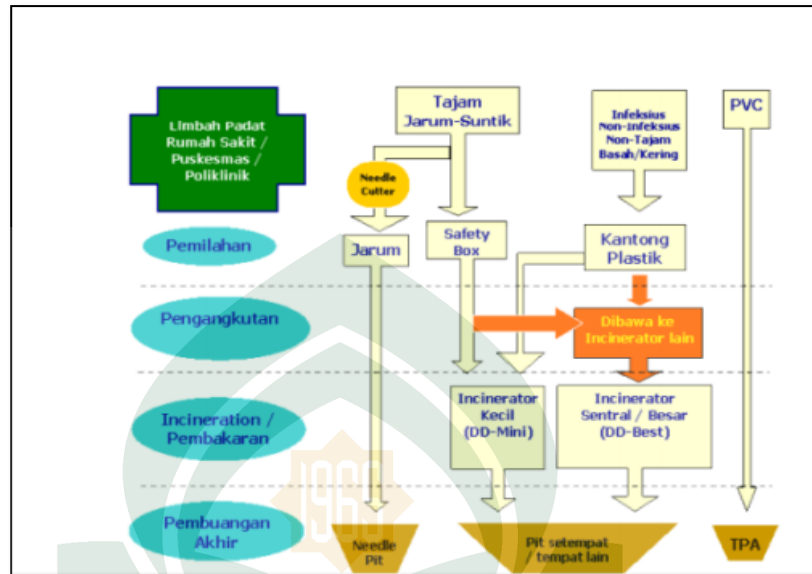 Limbah Padat
Rumah Sakit /
Puskesmas /
Poliklinik
Tajam
Jarum-Suntik
Infeksius
Non-Infeksius
Non-Tajam
Basah/Kering
PVC
Needle
Cutter
Pemilahan
Jarum
Safety
Box
Kantong
Plastik
Pengangkutan
Dibawa ke
Incinerator lain
Incineration /
Pembakaran
Incinerator
Kecil
(DD-Mini)
Incinerator
Sentral / Besar
(DD-Best)
1965
Pembuangan
Akhir
Needle
Pit
Pit setempat
/ tempat lain
TPA